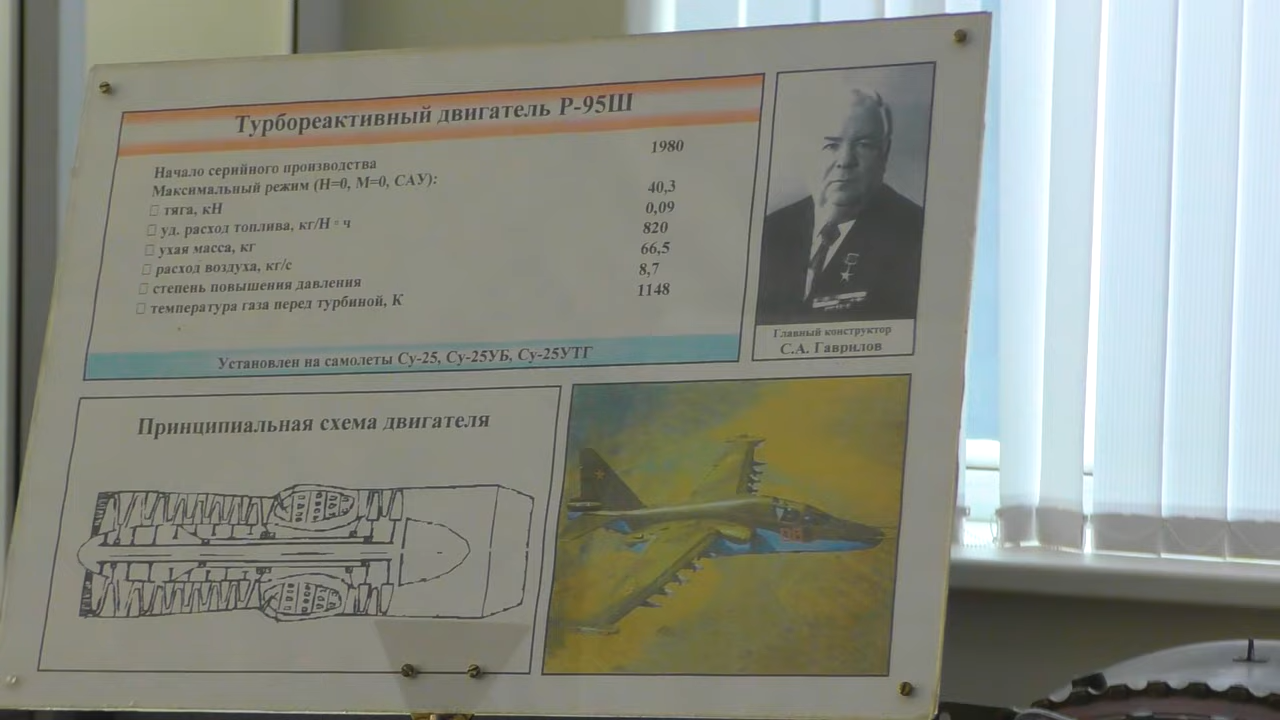 Турбореактивный двигатель Р-95Ш
Начало серийного производства 1980
Максимальный режим (Н=0, М=0, САУ):
тяга, кН 40,3
уд. расход топлива, кг/Н ∘ ч 0,09
ухая масса, кг 820
расход воздуха, кг/с 66,5
степень повышения давления 8,7
температура газа перед турбиной, К 1148
Установлен на самолеты Су-25, Су-25УБ, Су-25УТГ
Главный конструктор
С.А. Гаврилов
Принципиальная схема двигателя